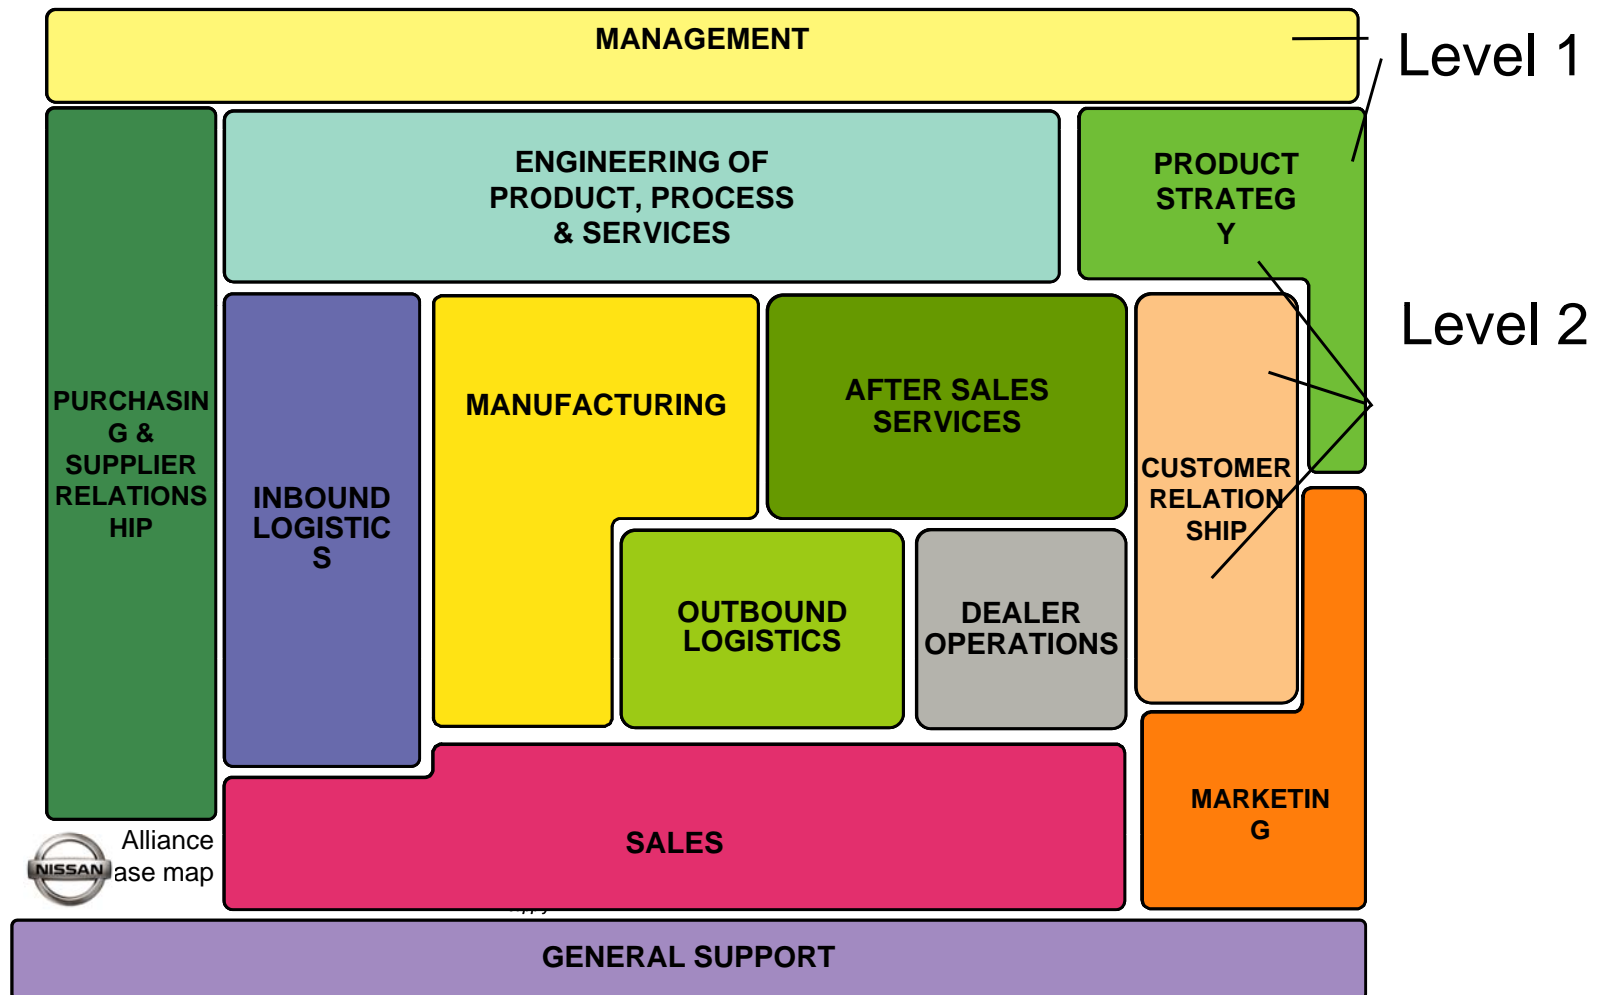 MANAGEMENT
Level 1
ENGINEERING OF
PRODUCT, PROCESS
& SERVICES
PRODUCT
STRATEG
Y
Level 2
PURCHASIN
G &
SUPPLIER
RELATIONS
HIP
INBOUND
LOGISTIC
S
MANUFACTURING
AFTER SALES
SERVICES
CUSTOMER
RELATION
SHIP
OUTBOUND
LOGISTICS
DEALER
OPERATIONS
MARKETIN
G
SALES
Alliance
ase map
NISSAN
GENERAL SUPPORT